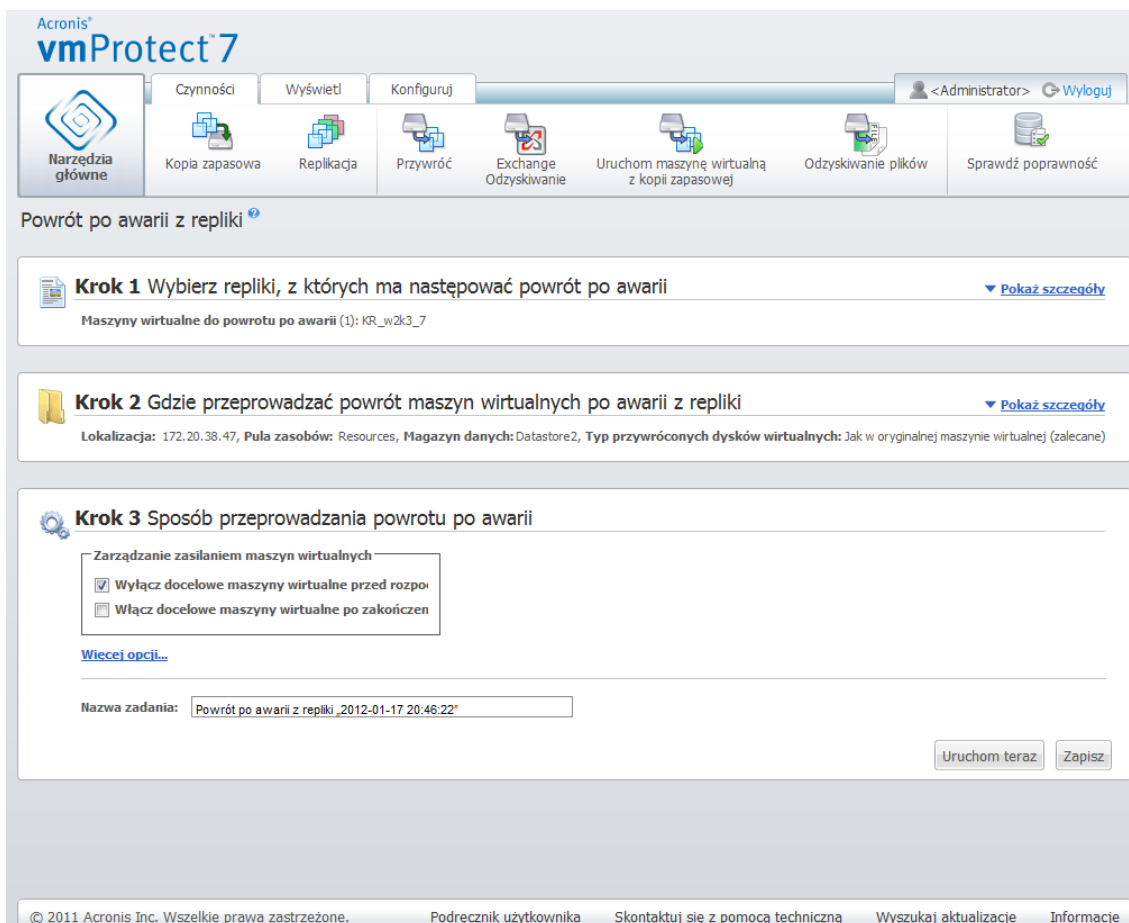 Acronis®
vmProtect™7
Czynności Wyświetl Konfiguruj <Administrator> Wyloguj
Narzędzia główne
Kopia zapasowa
Replikacja
Przywróć
Exchange Odzyskiwanie
Uruchom maszynę wirtualną z kopii zapasowej
Odzyskiwanie plików
Sprawdź poprawność
Powrót po awarii z repliki ?
Krok 1 Wybierz repliki, z których ma następować powrót po awarii Pokaż szczegóły
Maszyny wirtualne do powrotu po awarii (1): KR_w2k3_7
Krok 2 Gdzie przeprowadzać powrót maszyn wirtualnych po awarii z repliki Pokaż szczegóły
Lokalizacja: 172.20.38.47, Pula zasobów: Resources, Magazyn danych: Datastore2, Typ przywróconych dysków wirtualnych: Jak w oryginalnej maszynie wirtualnej (zalecane)
Krok 3 Sposób przeprowadzania powrotu po awarii
Zarządzanie zasilaniem maszyn wirtualnych
Wyłącz docelowe maszyny wirtualne przed rozpoc
Włącz docelowe maszyny wirtualne po zakończen
Więcej opcji...
Nazwa zadania: Powrót po awarii z repliki „2012-01-17 20:46:22”
Uruchom teraz Zapisz
© 2011 Acronis Inc. Wszelkie prawa zastrzeżone. Podręcznik użytkownika Skontaktuj się z pomocą techniczną Wyszukaj aktualizacje Informacje